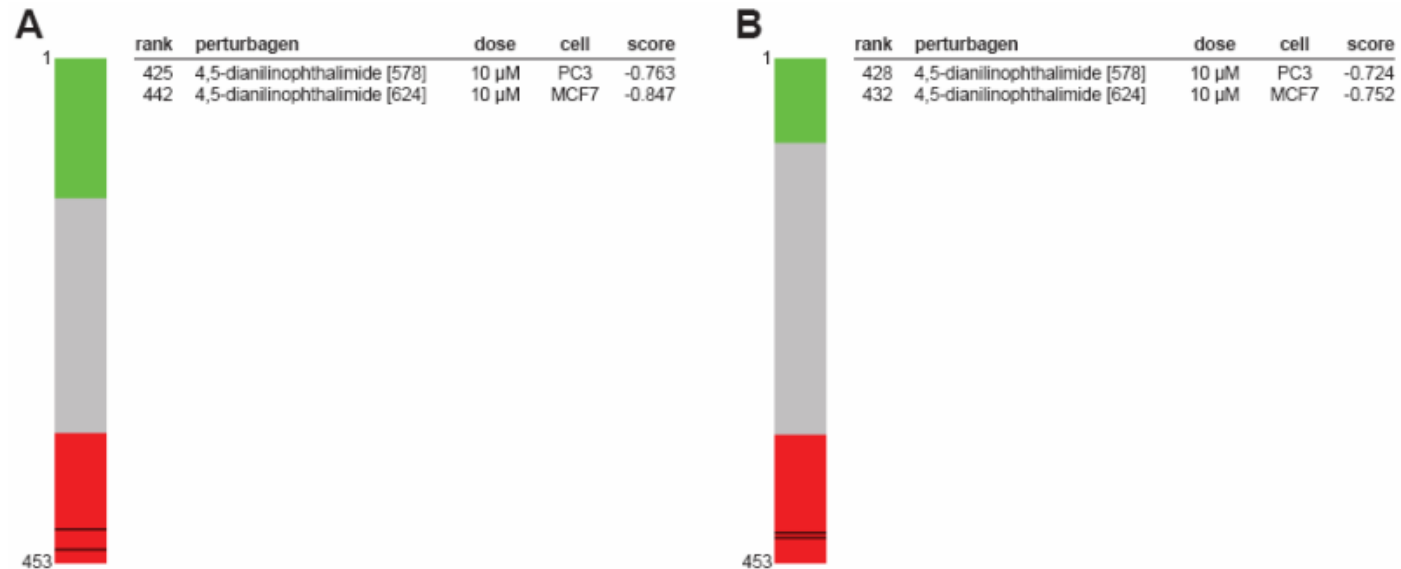 A
rank perturbagen dose cell score
1
425 4,5-dianilinophthalimide [578] 10 µM PC3 -0.763
442 4,5-dianilinophthalimide [624] 10 µM MCF7 -0.847
453
B
rank perturbagen dose cell score
1
428 4,5-dianilinophthalimide [578] 10 µM PC3 -0.724
432 4,5-dianilinophthalimide [624] 10 µM MCF7 -0.752
453